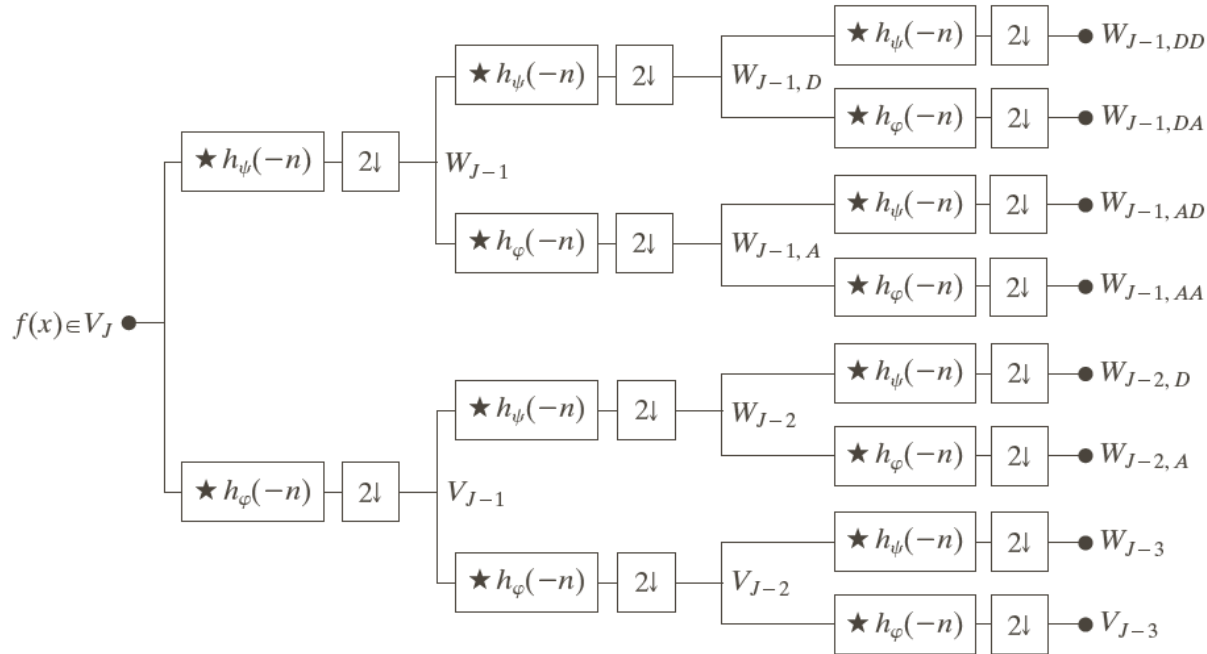 ★ h_ψ(−n) 2↓ W_{J−1, DD}
★ h_ψ(−n) 2↓ W_{J−1, D}
★ h_φ(−n) 2↓ W_{J−1, DA}
★ h_ψ(−n) 2↓ W_{J−1}
★ h_ψ(−n) 2↓ W_{J−1, AD}
★ h_φ(−n) 2↓ W_{J−1, A}
★ h_φ(−n) 2↓ W_{J−1, AA}
f(x)∈V_J
★ h_ψ(−n) 2↓ W_{J−2, D}
★ h_ψ(−n) 2↓ W_{J−2}
★ h_φ(−n) 2↓ W_{J−2, A}
★ h_φ(−n) 2↓ V_{J−1}
★ h_ψ(−n) 2↓ W_{J−3}
★ h_φ(−n) 2↓ V_{J−2}
★ h_φ(−n) 2↓ V_{J−3}